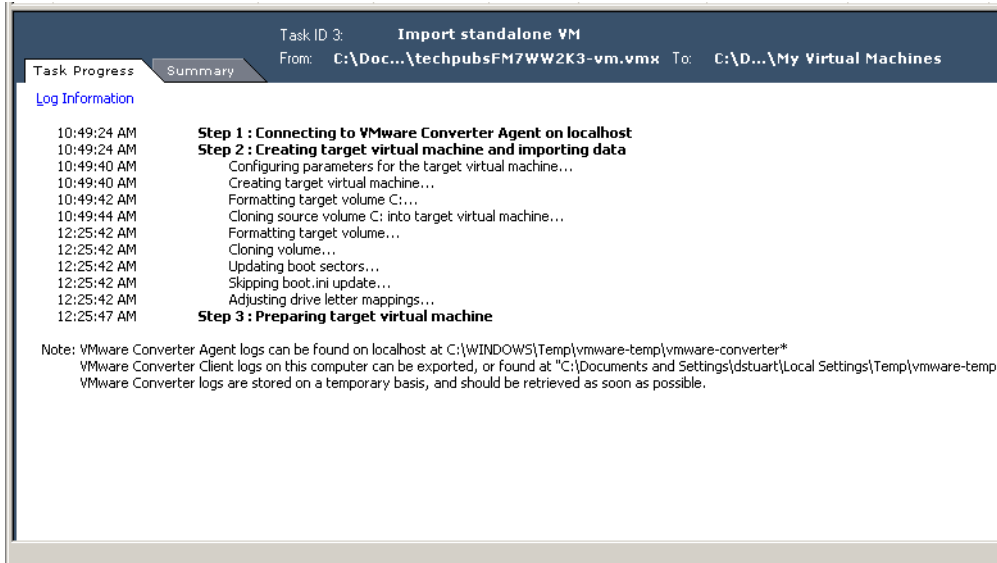 Task ID 3: Import standalone VM
From: C:\Doc...\techpubsFM7WW2K3-vm.vmx To: C:\D...\My Virtual Machines
Task Progress Summary
Log Information
10:49:24 AM Step 1 : Connecting to VMware Converter Agent on localhost
10:49:24 AM Step 2 : Creating target virtual machine and importing data
10:49:40 AM Configuring parameters for the target virtual machine...
10:49:40 AM Creating target virtual machine...
10:49:42 AM Formatting target volume C:...
10:49:44 AM Cloning source volume C: into target virtual machine...
12:25:42 AM Formatting target volume...
12:25:42 AM Cloning volume...
12:25:42 AM Updating boot sectors...
12:25:42 AM Skipping boot.ini update...
12:25:42 AM Adjusting drive letter mappings...
12:25:47 AM Step 3 : Preparing target virtual machine
Note: VMware Converter Agent logs can be found on localhost at C:\WINDOWS\Temp\vmware-temp\vmware-converter*
VMware Converter Client logs on this computer can be exported, or found at "C:\Documents and Settings\dstuart\Local Settings\Temp\vmware-temp
VMware Converter logs are stored on a temporary basis, and should be retrieved as soon as possible.